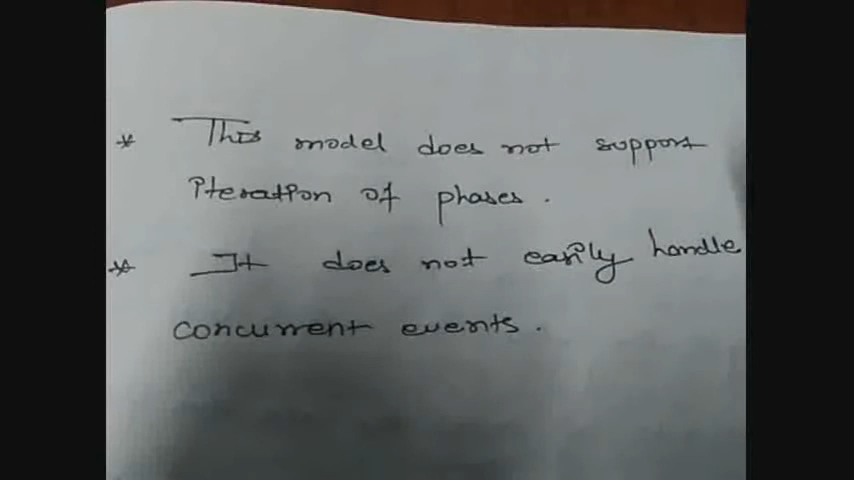 * This model does not support
iteration of phases.
* It does not easily handle
concurrent events.